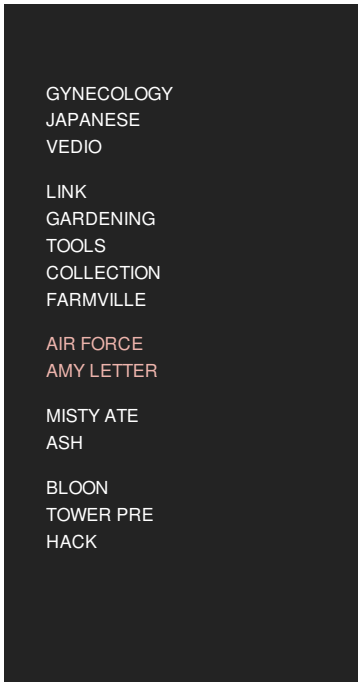 GYNECOLOGY
JAPANESE
VEDIO
LINK
GARDENING
TOOLS
COLLECTION
FARMVILLE
AIR FORCE
AMY LETTER
MISTY ATE
ASH
BLOON
TOWER PRE
HACK